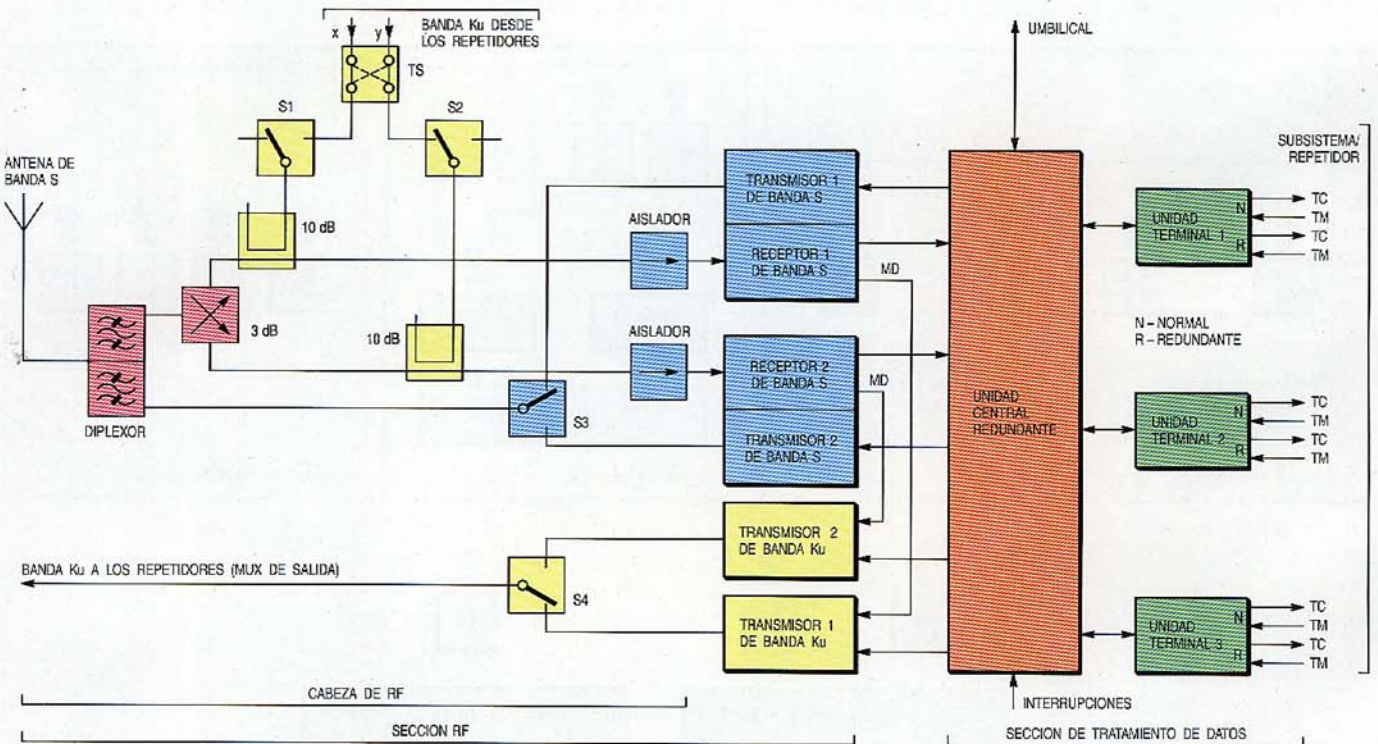 BANDA Ku DESDE
LOS REPETIDORES
x
y
TS
S1
S2
UMBILICAL
ANTENA DE
BANDA S
10 dB
AISLADOR
TRANSMISOR 1
DE BANDA S
RECEPTOR 1
DE BANDA S
MD
3 dB
10 dB
AISLADOR
RECEPTOR 2
DE BANDA S
MD
TRANSMISOR 2
DE BANDA S
DIPLEXOR
S3
UNIDAD
CENTRAL
REDUNDANTE
SUBSISTEMA/
REPETIDOR
UNIDAD
TERMINAL 1
N
R
TC
TM
TC
TM
N – NORMAL
R – REDUNDANTE
UNIDAD
TERMINAL 2
N
R
TC
TM
TC
TM
TRANSMISOR 2
DE BANDA Ku
BANDA Ku A LOS REPETIDORES (MUX DE SALIDA)
S4
TRANSMISOR 1
DE BANDA Ku
UNIDAD
TERMINAL 3
N
R
TC
TM
TC
TM
INTERRUPCIONES
CABEZA DE RF
SECCION RF
SECCION DE TRATAMIENTO DE DATOS